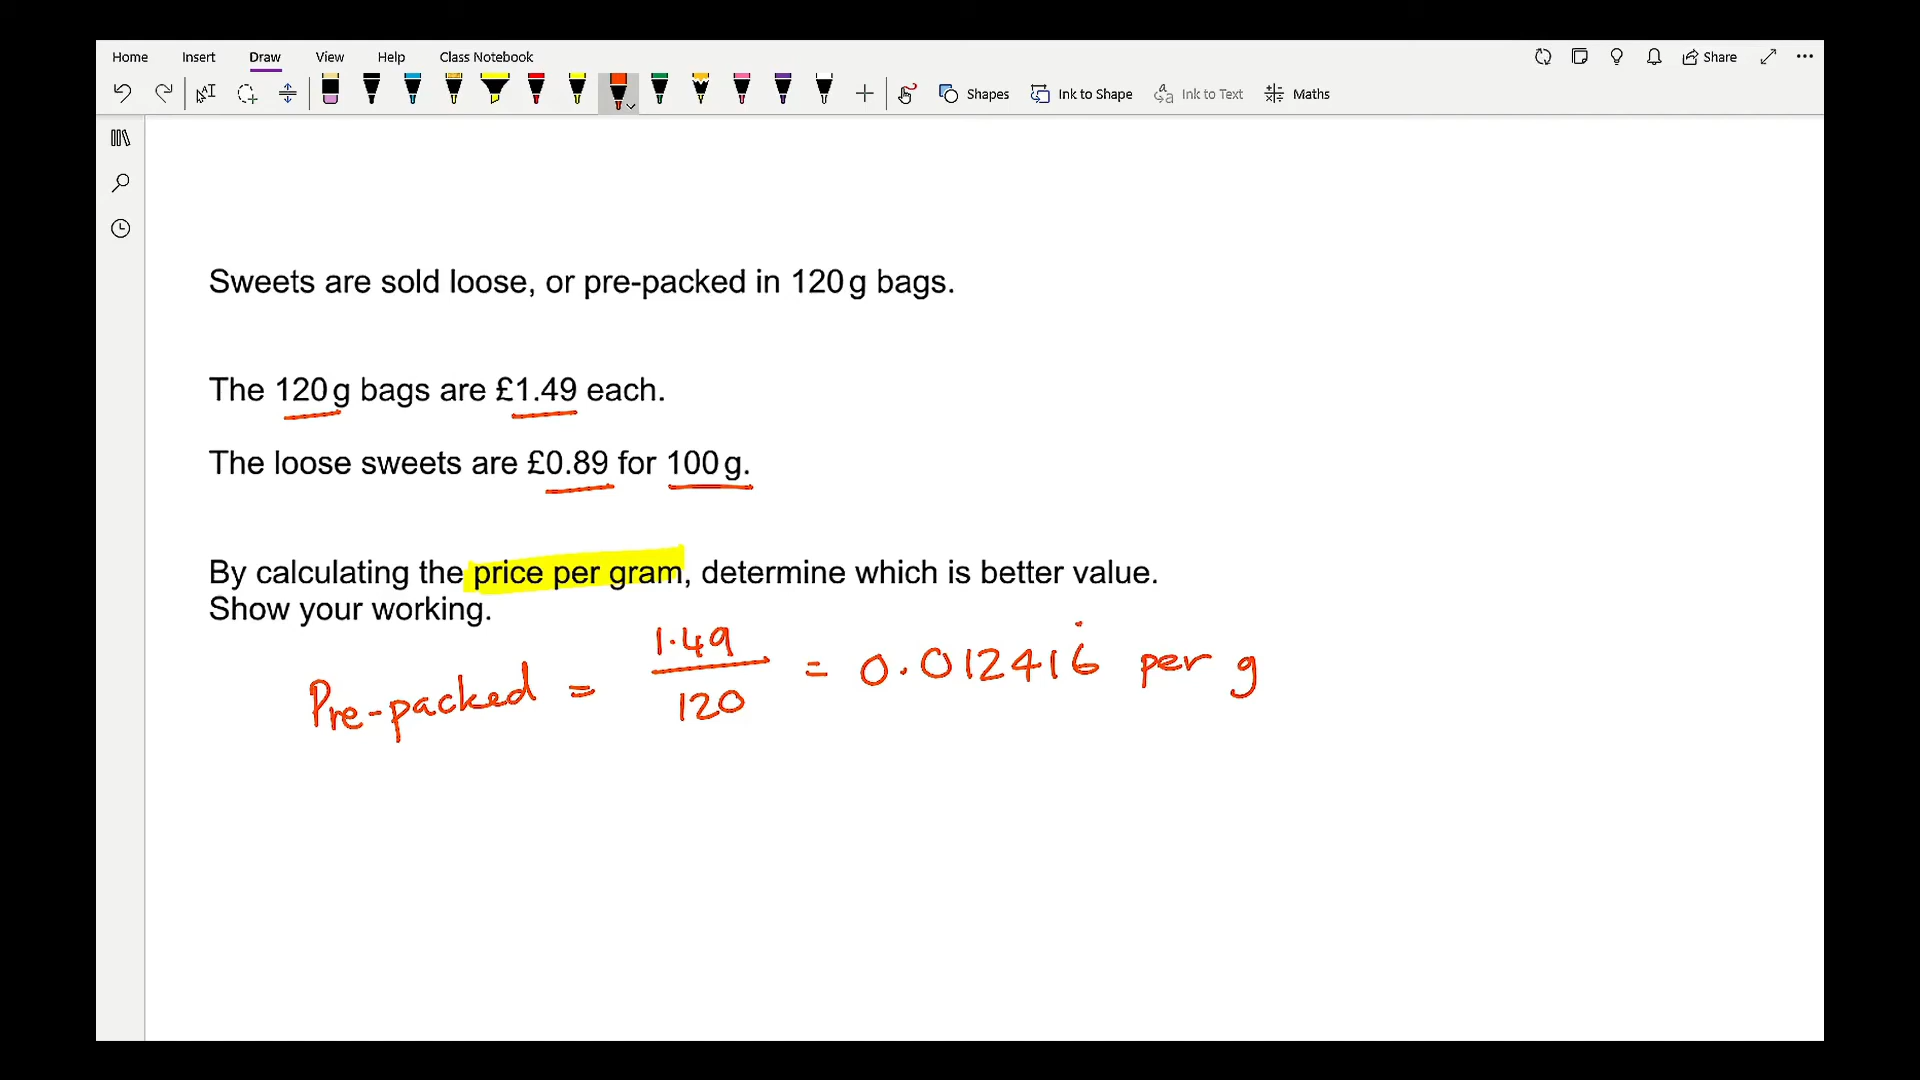 Home Insert Draw View Help Class Notebook Share
Shapes Ink to Shape Ink to Text Maths
Sweets are sold loose, or pre-packed in 120g bags.
The 120g bags are £1.49 each.
The loose sweets are £0.89 for 100g.
By calculating the price per gram, determine which is better value.
Show your working.
Pre-packed = 1.49/120 = 0.012416̇ per g